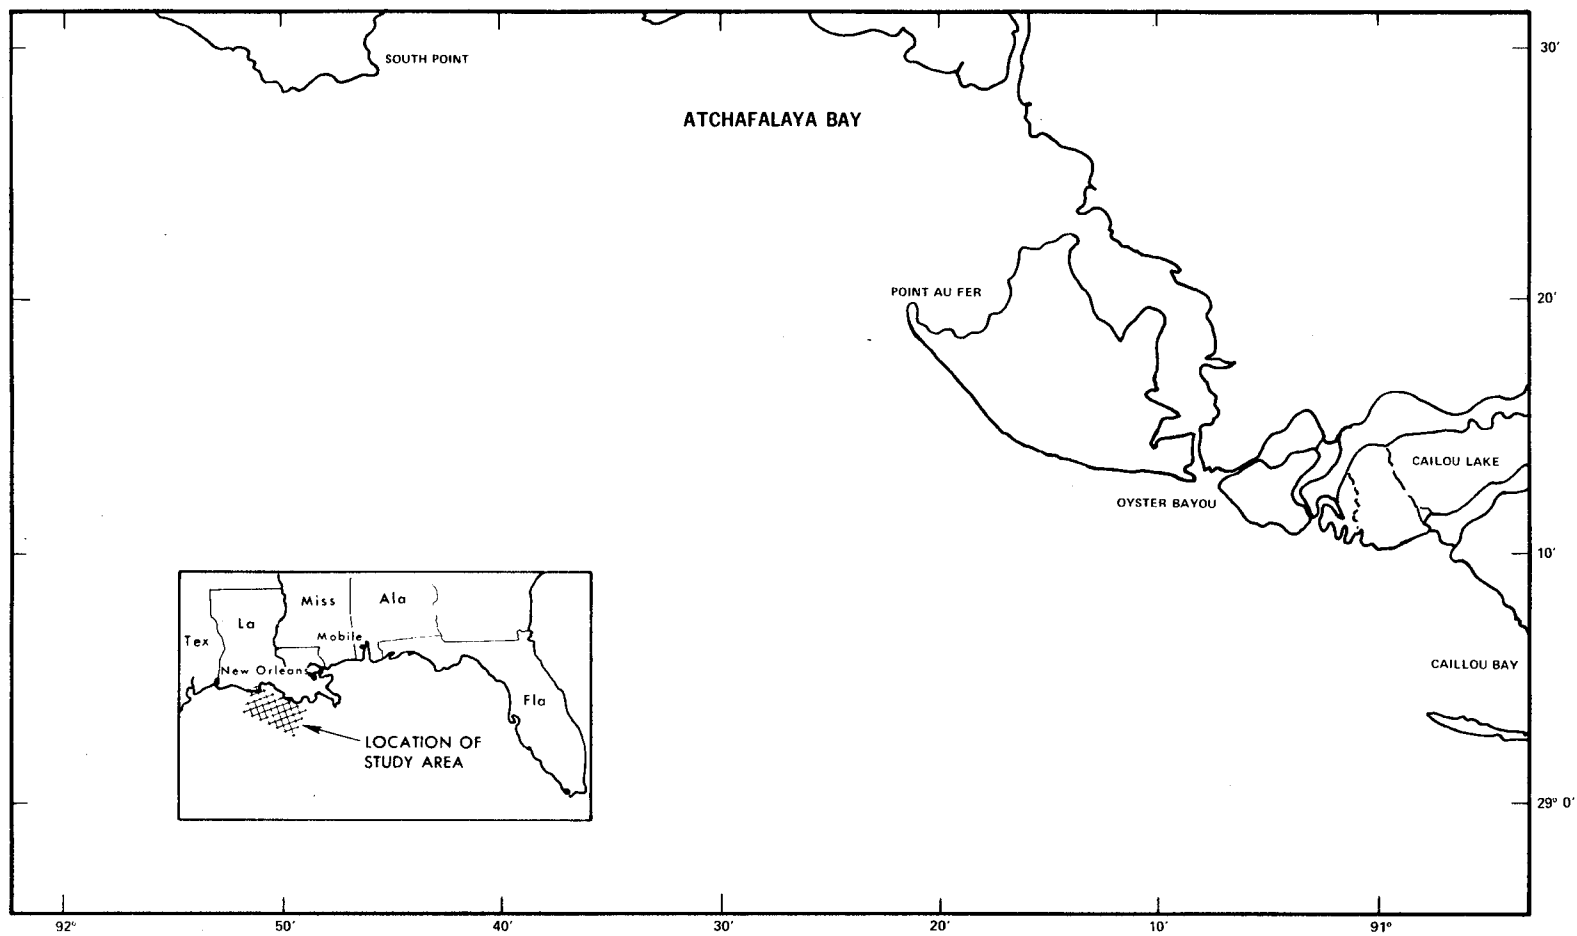 SOUTH POINT
30'
ATCHAFALAYA BAY
POINT AU FER
20'
CAILOU LAKE
OYSTER BAYOU
10'
Miss
Ala
La
Tex
Mobile
New Orleans
Fla
LOCATION OF
STUDY AREA
CAILLOU BAY
29° 0'
92°
50'
40'
30'
20'
10'
91°